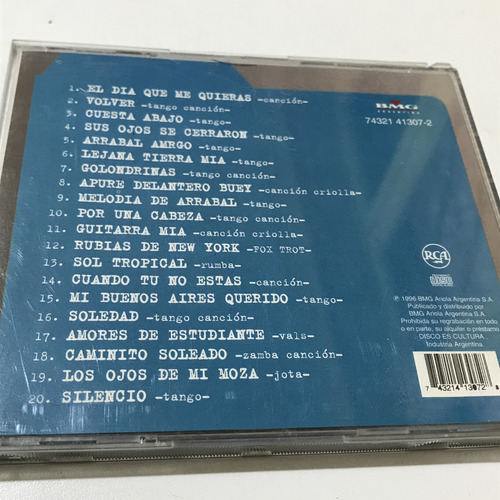 1. EL DIA QUE ME QUIERAS -canción-
2. VOLVER -tango canción-
3. CUESTA ABAJO -tango-
4. SUS OJOS SE CERRARON -tango-
5. ARRABAL AMRGO -tango-
6. LEJANA TIERRA MIA -tango-
7. GOLONDRINAS -tango canción-
8. APURE DELANTERO BUEY -canción criolla-
9. MELODIA DE ARRABAL -tango-
10. POR UNA CABEZA -tango canción-
11. GUITARRA MIA -canción criolla-
12. RUBIAS DE NEW YORK -FOX TROT-
13. SOL TROPICAL -rumba-
14. CUANDO TU NO ESTAS -canción-
15. MI BUENOS AIRES QUERIDO -tango-
16. SOLEDAD -tango canción-
17. AMORES DE ESTUDIANTE -vals-
18. CAMINITO SOLEADO -zamba canción-
19. LOS OJOS DE MI MOZA -jota-
20. SILENCIO -tango-
BMG
ARGENTINA
74321 41307-2
RCA
℗ 1996 BMG Ariola Argentina S.A.
Publicado y distribuido por
BMG Ariola Argentina S.A.
Prohibida su regrabación en todo
o en parte, su alquiler o préstamo.
DISCO ES CULTURA.
Industria Argentina.
7 43214 13072 8